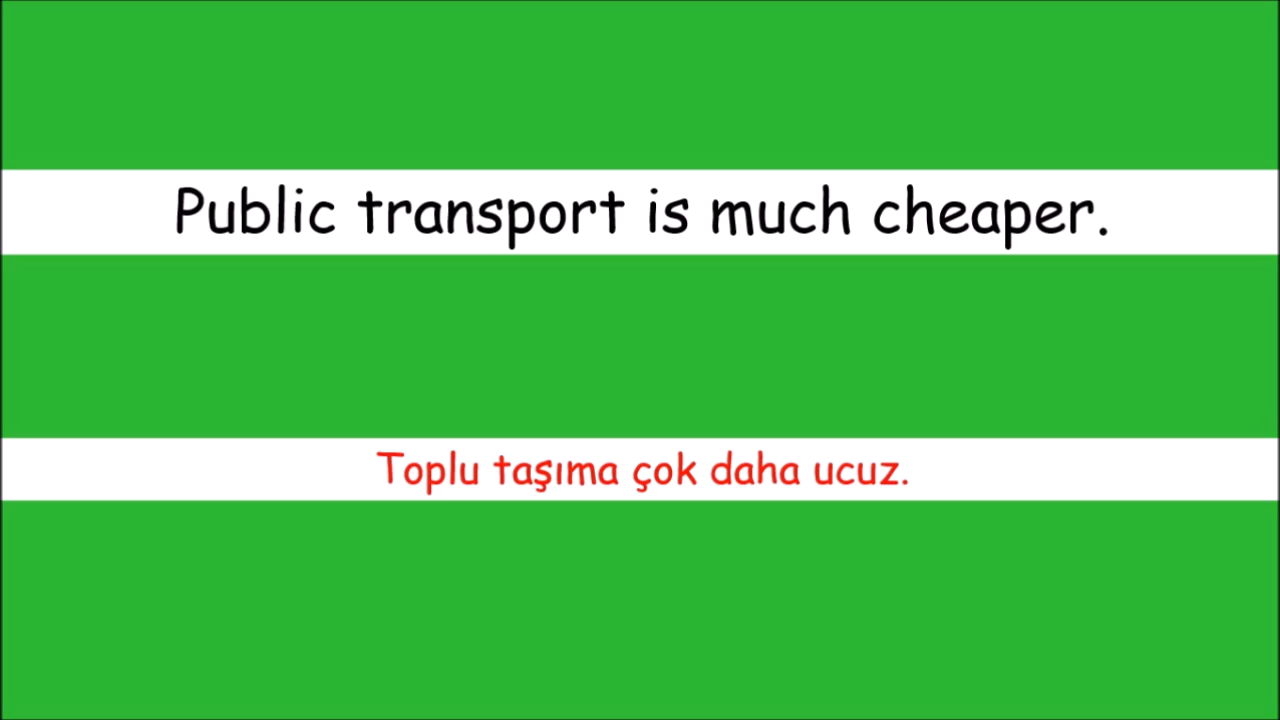 Public transport is much cheaper.
Toplu taşıma çok daha ucuz.